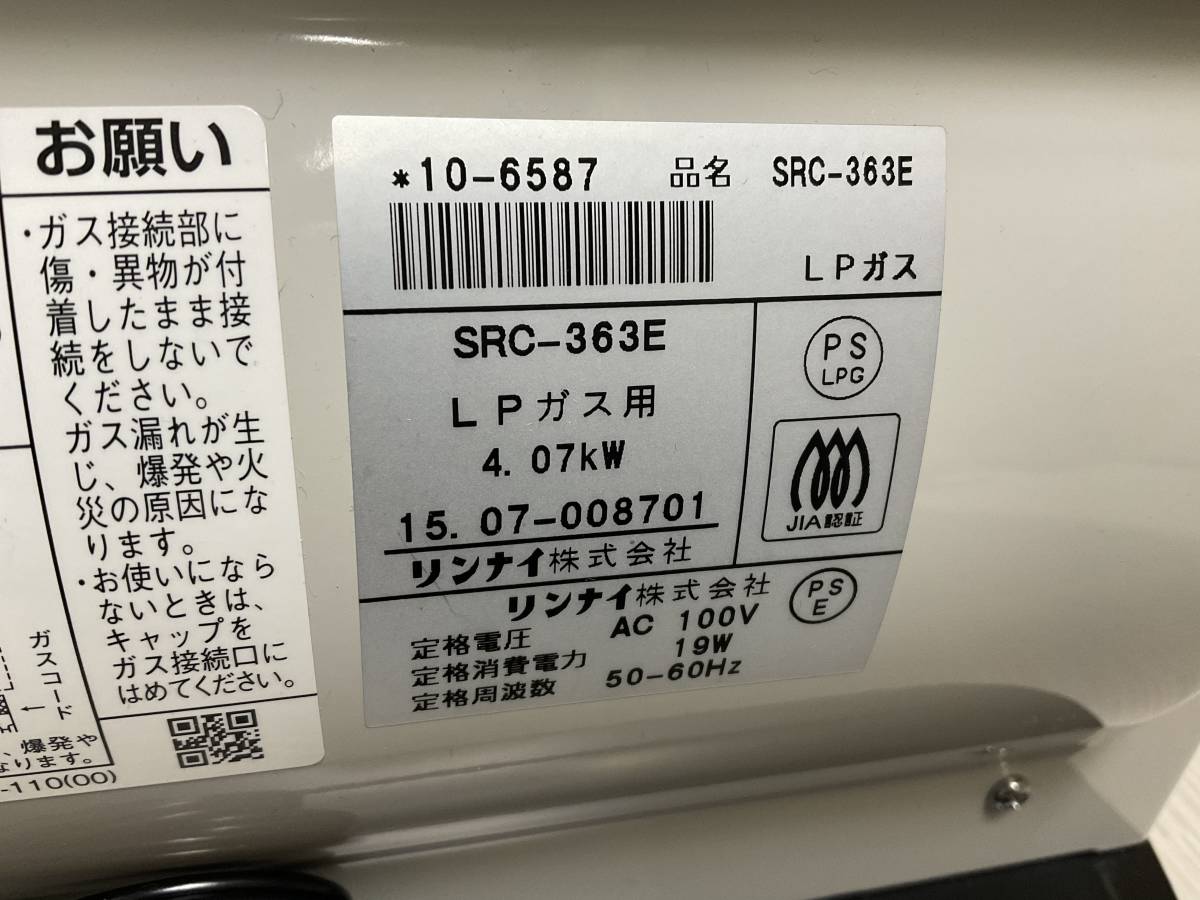 お願い
・ガス接続部に
傷・異物が付
着したまま接
続をしないで
ください。
ガス漏れが生
じ、爆発や火
災の原因にな
ります。
・お使いになら
ないときは、
キャップを
ガス接続口に
はめてください。
ガスコード
、爆発や
なります。
-110(00)
*10-6587 品名 SRC-363E
LPガス
SRC-363E
LPガス用
4.07kW
15.07-008701
リンナイ株式会社
PS
LPG
JIA認証
リンナイ株式会社
PS
E
定格電圧 AC 100V
定格消費電力 19W
定格周波数 50-60Hz